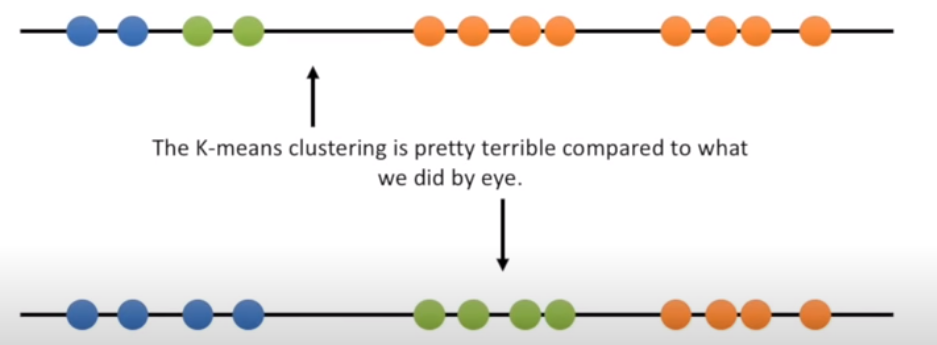 The K-means clustering is pretty terrible compared to what
we did by eye.